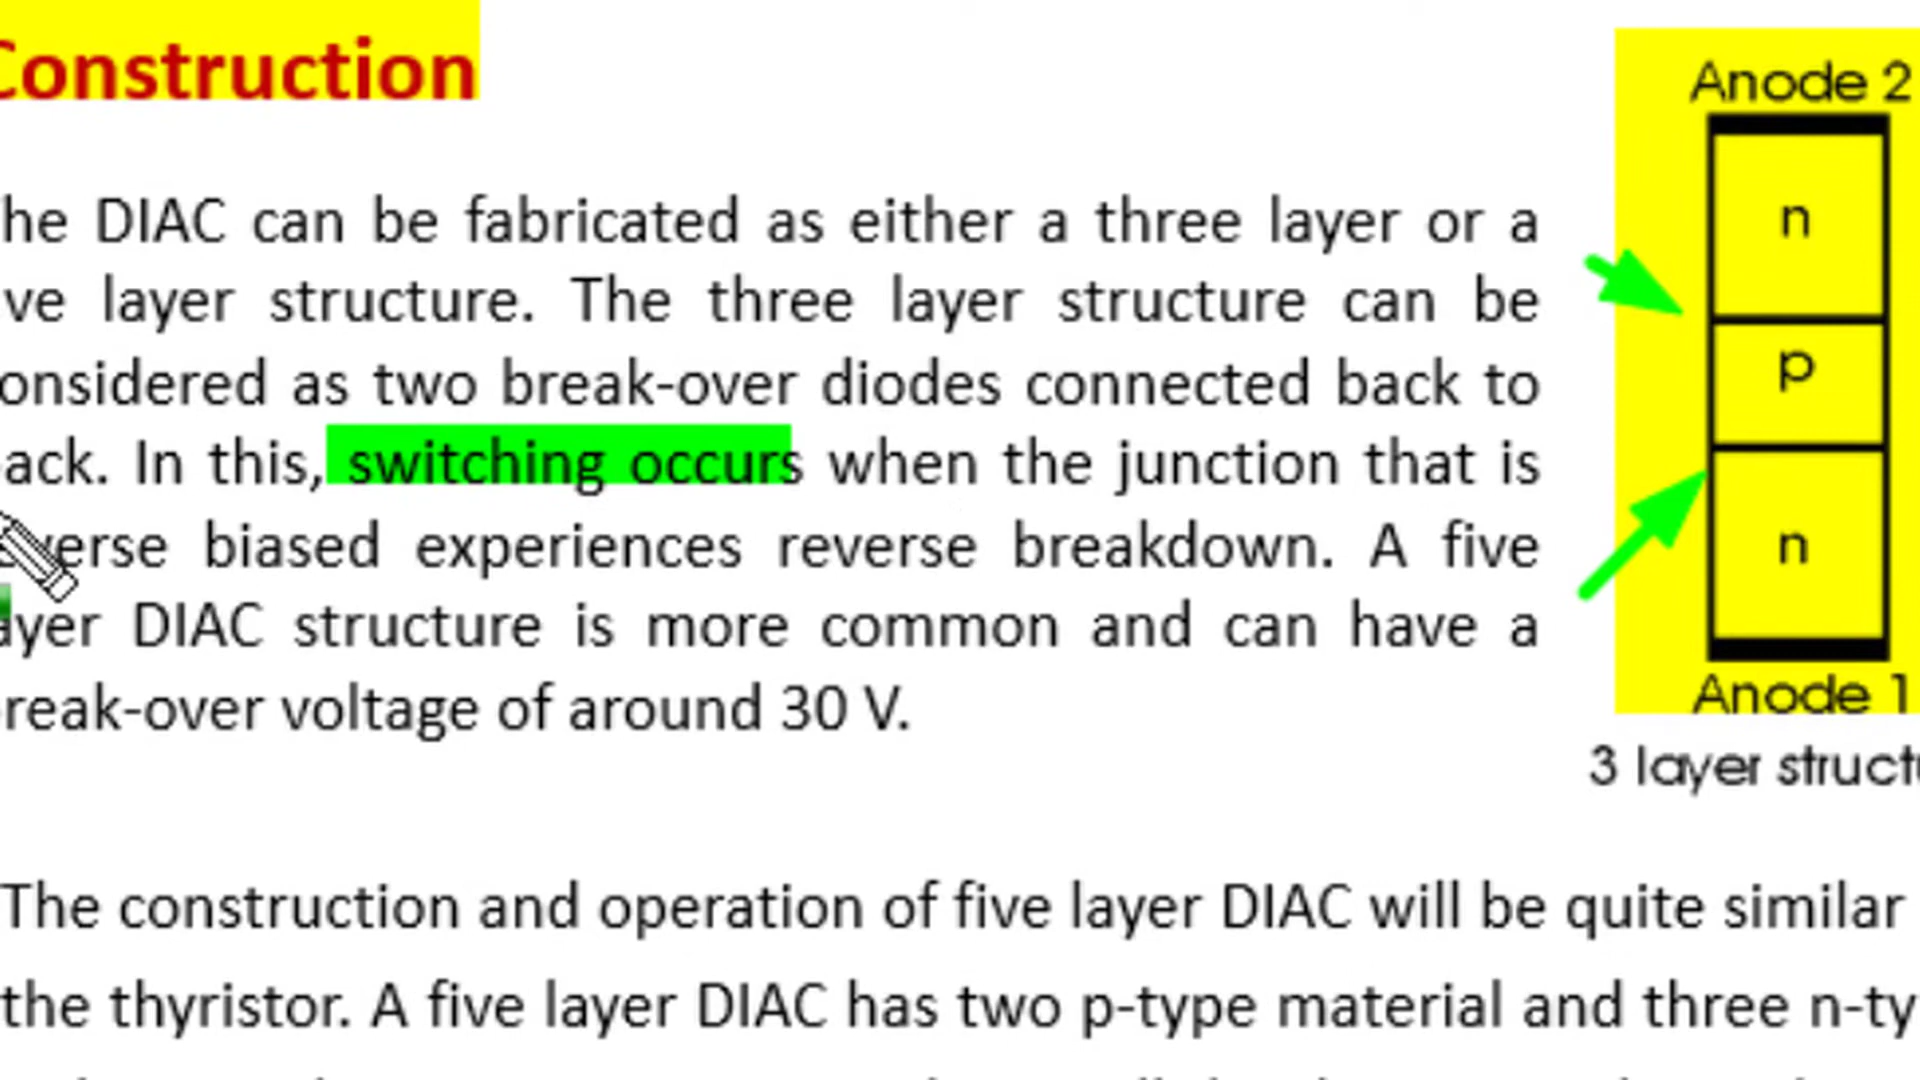 Construction
Anode 2
n
he DIAC can be fabricated as either a three layer or a
ve layer structure. The three layer structure can be
onsidered as two break-over diodes connected back to
p
ack. In this, switching occurs when the junction that is
verse biased experiences reverse breakdown. A five
n
ayer DIAC structure is more common and can have a
reak-over voltage of around 30 V.
Anode 1
3 layer struct
The construction and operation of five layer DIAC will be quite similar
the thyristor. A five layer DIAC has two p-type material and three n-ty